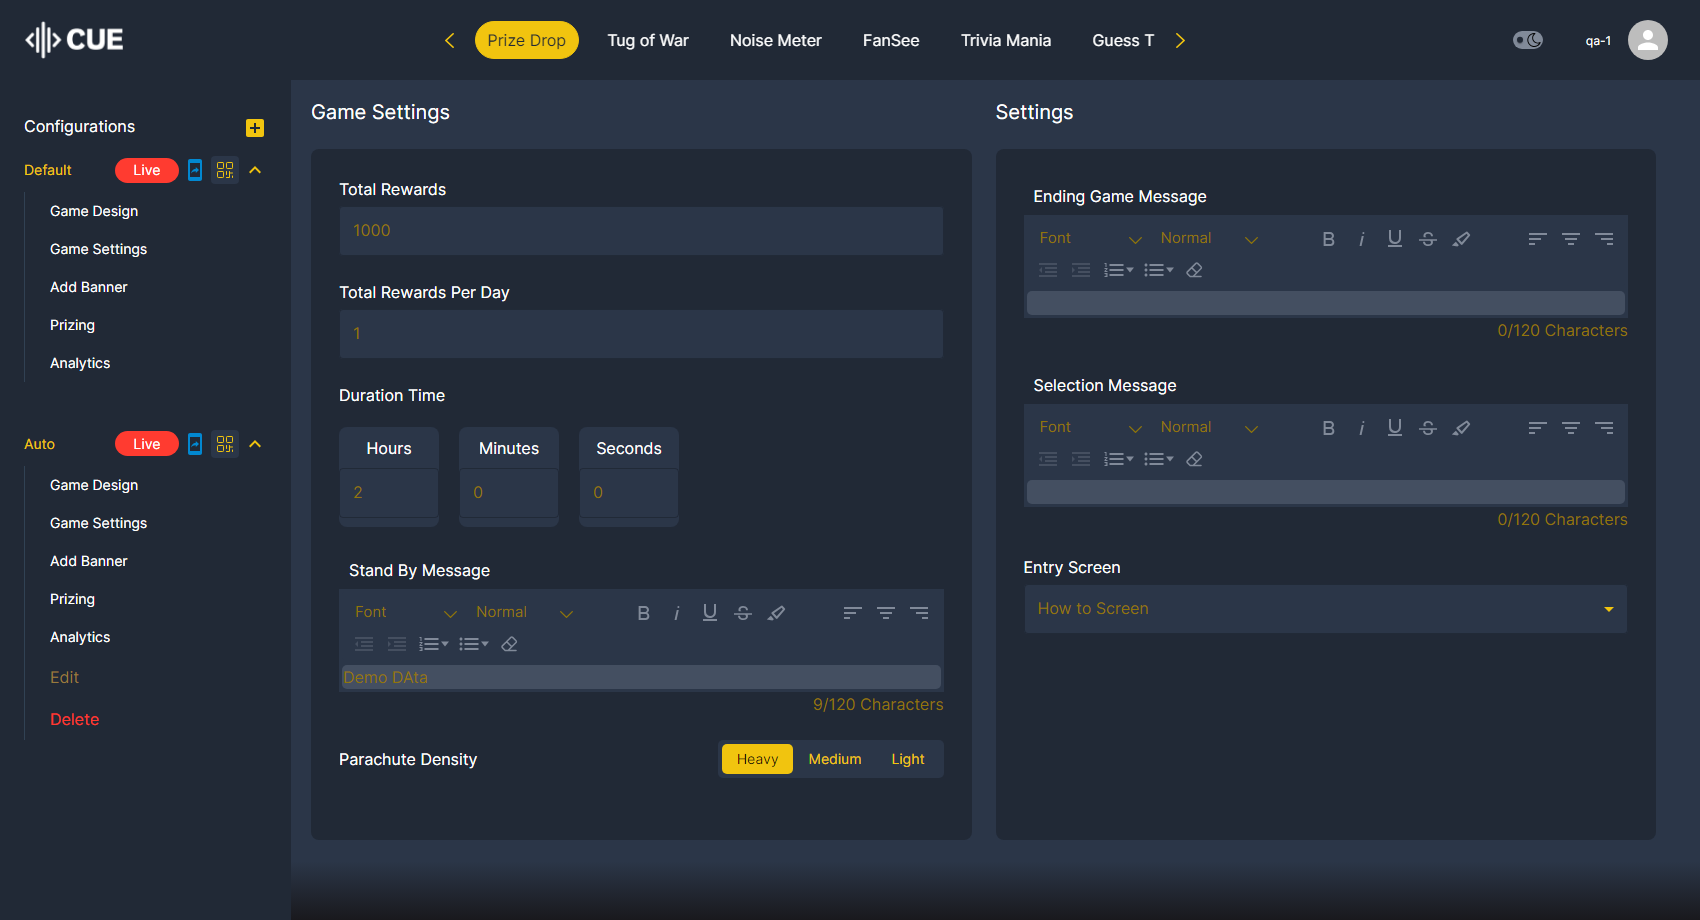 CUE
Prize Drop
Tug of War
Noise Meter
FanSee
Trivia Mania
Guess T
qa-1
Configurations
Default
Live
Game Design
Game Settings
Add Banner
Prizing
Analytics
Auto
Live
Game Design
Game Settings
Add Banner
Prizing
Analytics
Edit
Delete
Game Settings
Total Rewards
1000
Total Rewards Per Day
1
Duration Time
Hours
Minutes
Seconds
2
0
0
Stand By Message
Font
Normal
Demo DAta
9/120 Characters
Parachute Density
Heavy
Medium
Light
Settings
Ending Game Message
Font
Normal
0/120 Characters
Selection Message
Font
Normal
0/120 Characters
Entry Screen
How to Screen